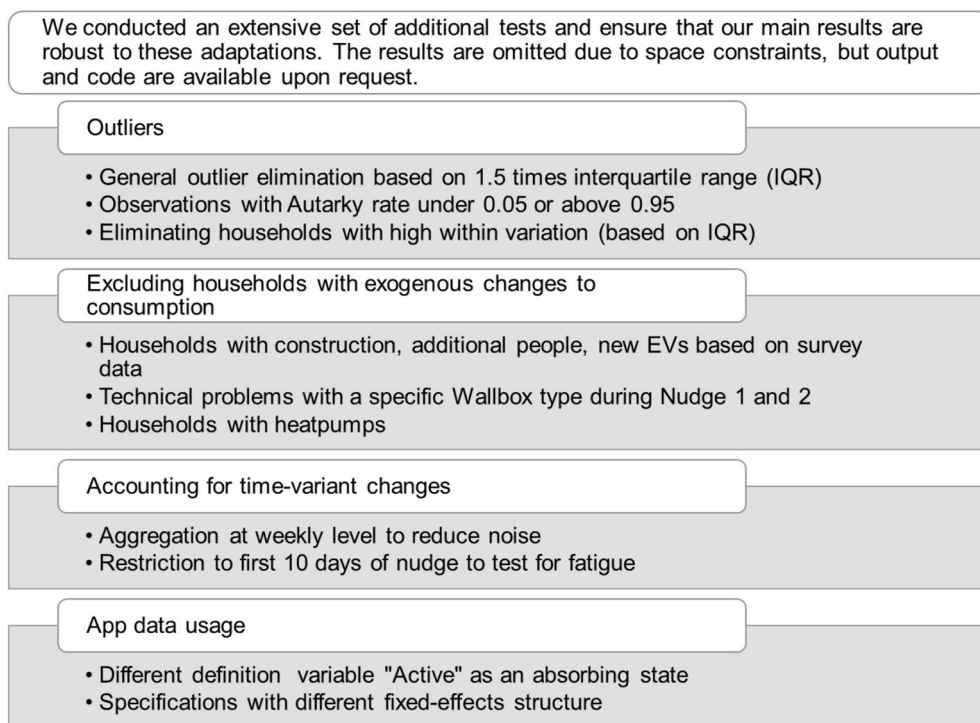 We conducted an extensive set of additional tests and ensure that our main results are
robust to these adaptations. The results are omitted due to space constraints, but output
and code are available upon request.
Outliers
• General outlier elimination based on 1.5 times interquartile range (IQR)
• Observations with Autarky rate under 0.05 or above 0.95
• Eliminating households with high within variation (based on IQR)
Excluding households with exogenous changes to
consumption
• Households with construction, additional people, new EVs based on survey
data
• Technical problems with a specific Wallbox type during Nudge 1 and 2
• Households with heatpumps
Accounting for time-variant changes
• Aggregation at weekly level to reduce noise
• Restriction to first 10 days of nudge to test for fatigue
App data usage
• Different definition variable "Active" as an absorbing state
• Specifications with different fixed-effects structure